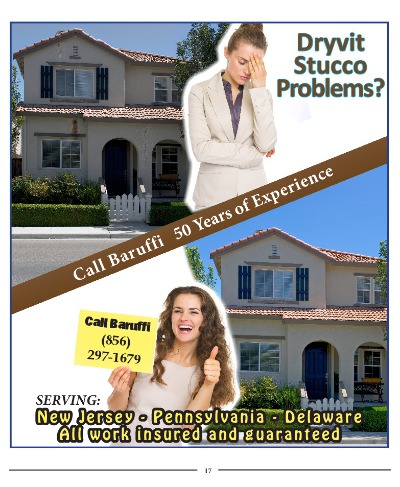 Dryvit
Stucco
Problems?
Call Baruffi 50 Years of Experience
Call Baruffi
(856)
297-1679
SERVING:
New Jersey - Pennsylvania - Delaware
All work insured and guaranteed
17